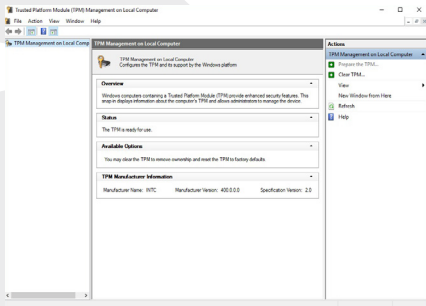 Trusted Platform Module (TPM) Management on Local Computer
File Action View Window Help
TPM Management on Local Comp
TPM Management on Local Computer
TPM Management on Local Computer
Configures the TPM and its support by the Windows platform
Overview
Windows computers containing a Trusted Platform Module (TPM) provide enhanced security features. This
snap-in displays information about the computer's TPM and allows administrators to manage the device.
Status
The TPM is ready for use.
Available Options
You may clear the TPM to remove ownership and reset the TPM to factory defaults.
TPM Manufacturer Information
Manufacturer Name: INTC Manufacturer Version: 400.0.0.0 Specification Version: 2.0
Actions
TPM Management on Local Computer
Prepare the TPM...
Clear TPM...
View
New Window from Here
Refresh
Help